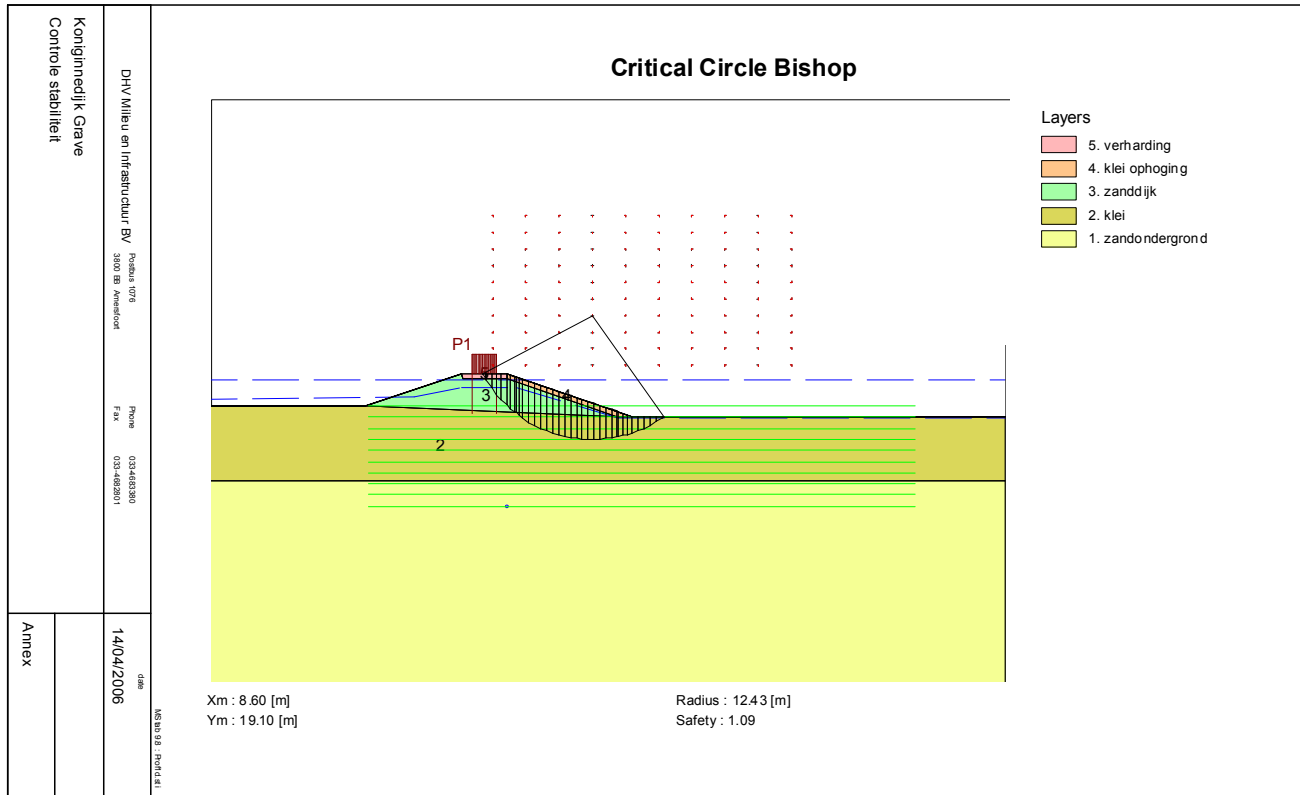 Koniginnedijk Grave
Controle stabiliteit
DHV Milieu en Infrastructuur BV
Postbus 1076
3800 BB Amersfoort
Phone 033-4683380
Fax 033-4682801
date
14/04/2006
Annex
Critical Circle Bishop
Layers
5. verharding
4. klei ophoging
3. zanddijk
2. klei
1. zandondergrond
P1
5
3
4
2
Xm : 8.60 [m]
Ym : 19.10 [m]
Radius : 12.43 [m]
Safety : 1.09